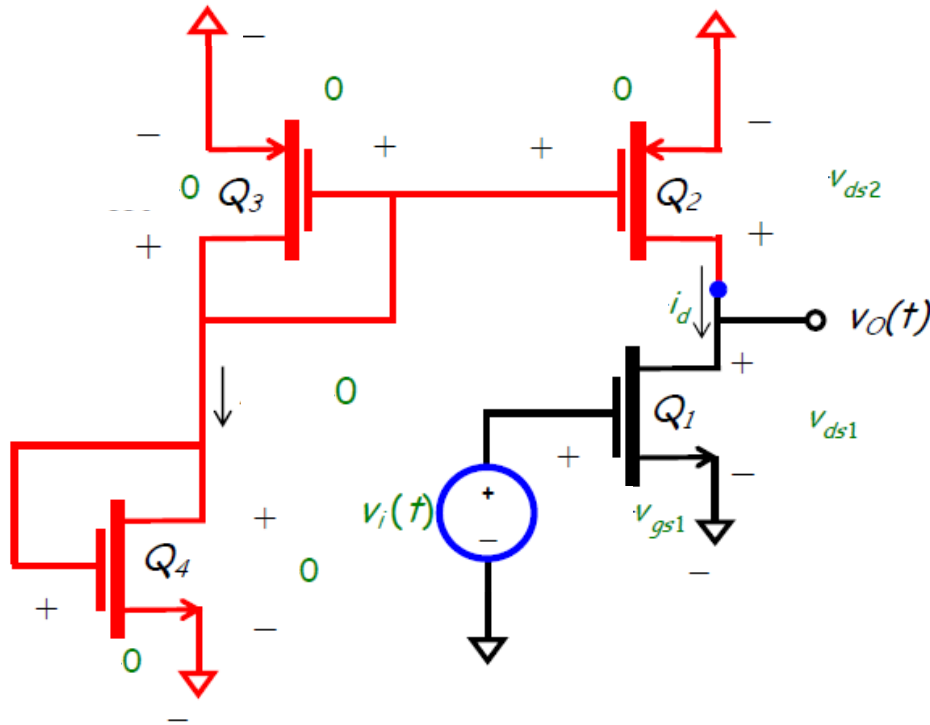 −
0
0
−
+
+
−
0
Q3
Q2
vds2
+
+
id
vO(t)
0
+
Q1
vds1
+
vi(t)
+
−
−
vgs1
+
Q4
0
−
+
−
0
−